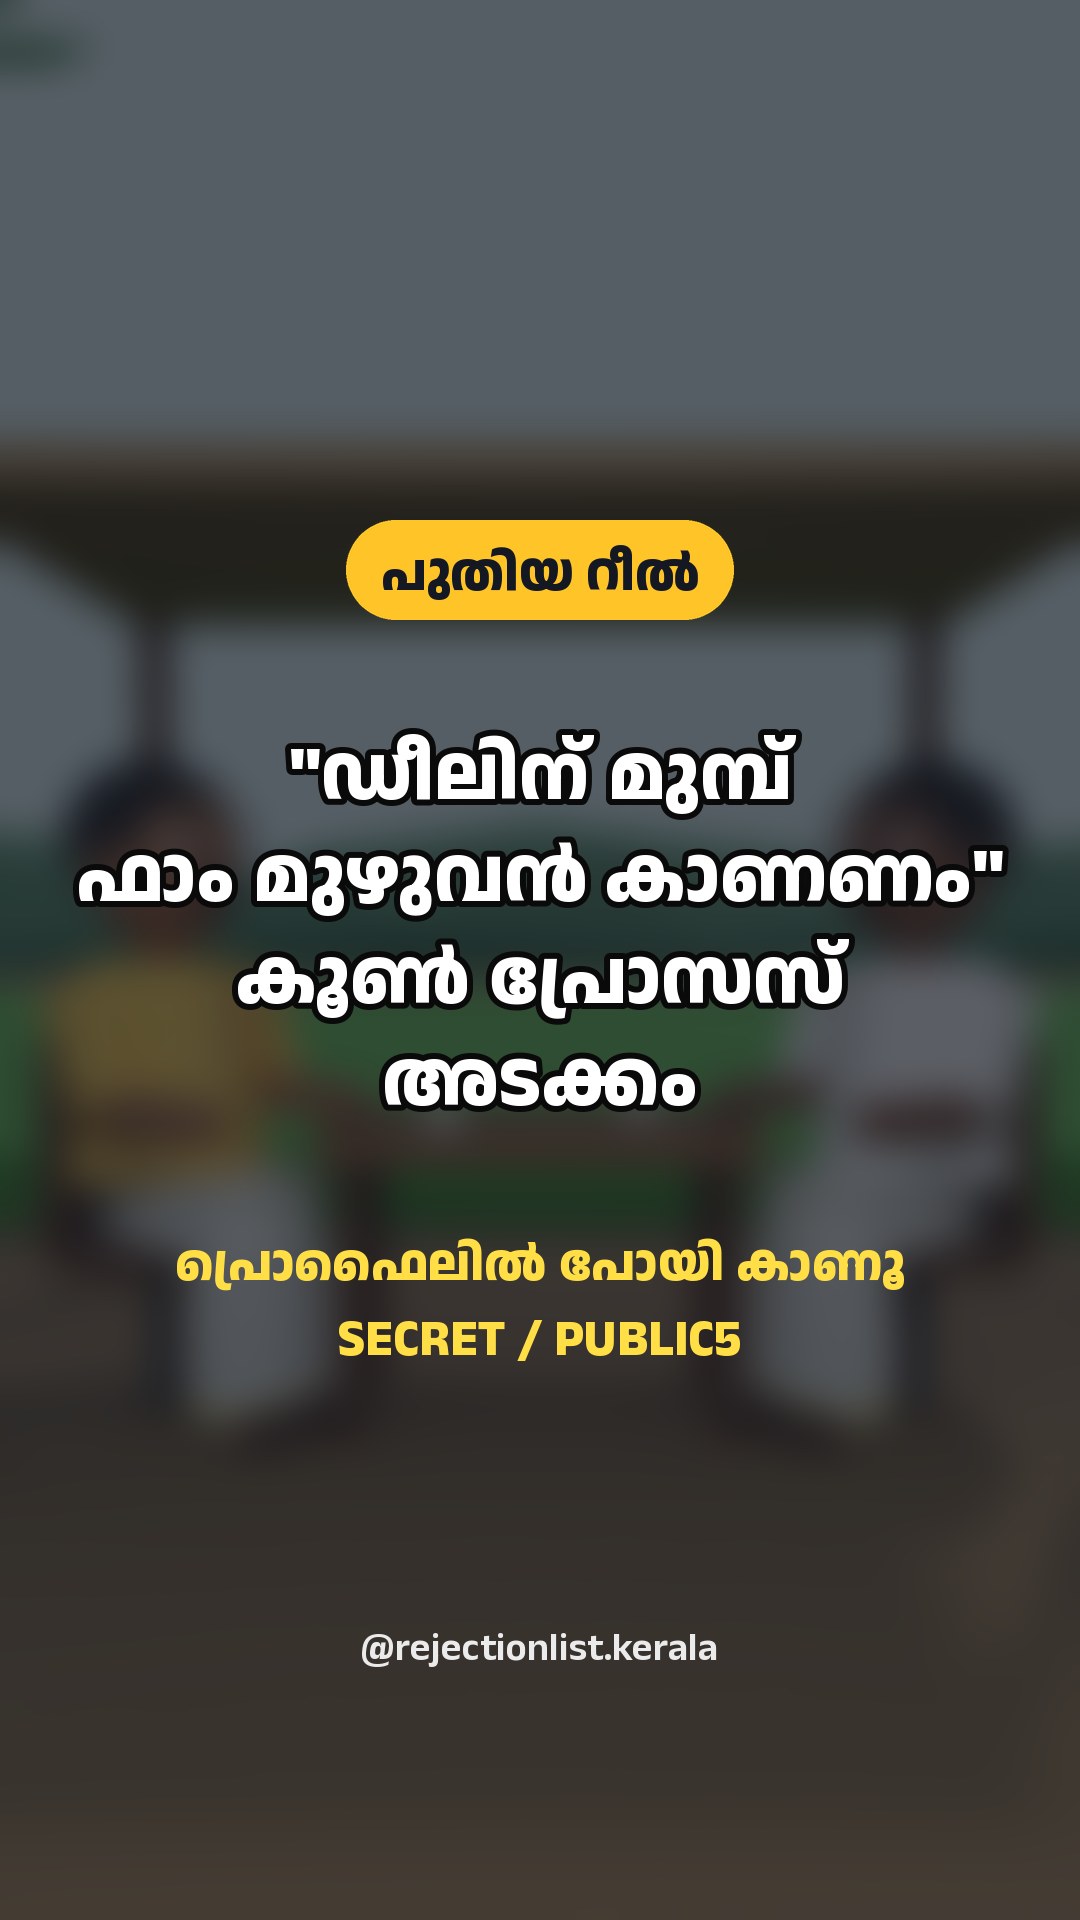 പുതിയ റീൽ
"ഡീലിന് മുമ്പ്
ഫാം മുഴുവൻ കാണണം"
കൂൺ പ്രോസസ്
അടക്കം
പ്രൊഫൈലിൽ പോയി കാണൂ
SECRET / PUBLIC5
@rejectionlist.kerala